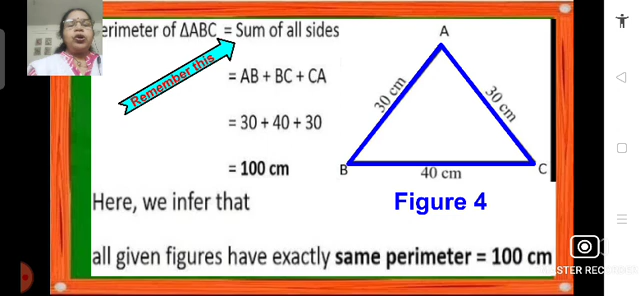 erimeter of ΔABC = Sum of all sides
Remember this
= AB + BC + CA
= 30 + 40 + 30
= 100 cm
A
30 cm
30 cm
B
40 cm
C
Figure 4
Here, we infer that
all given figures have exactly same perimeter = 100 cm